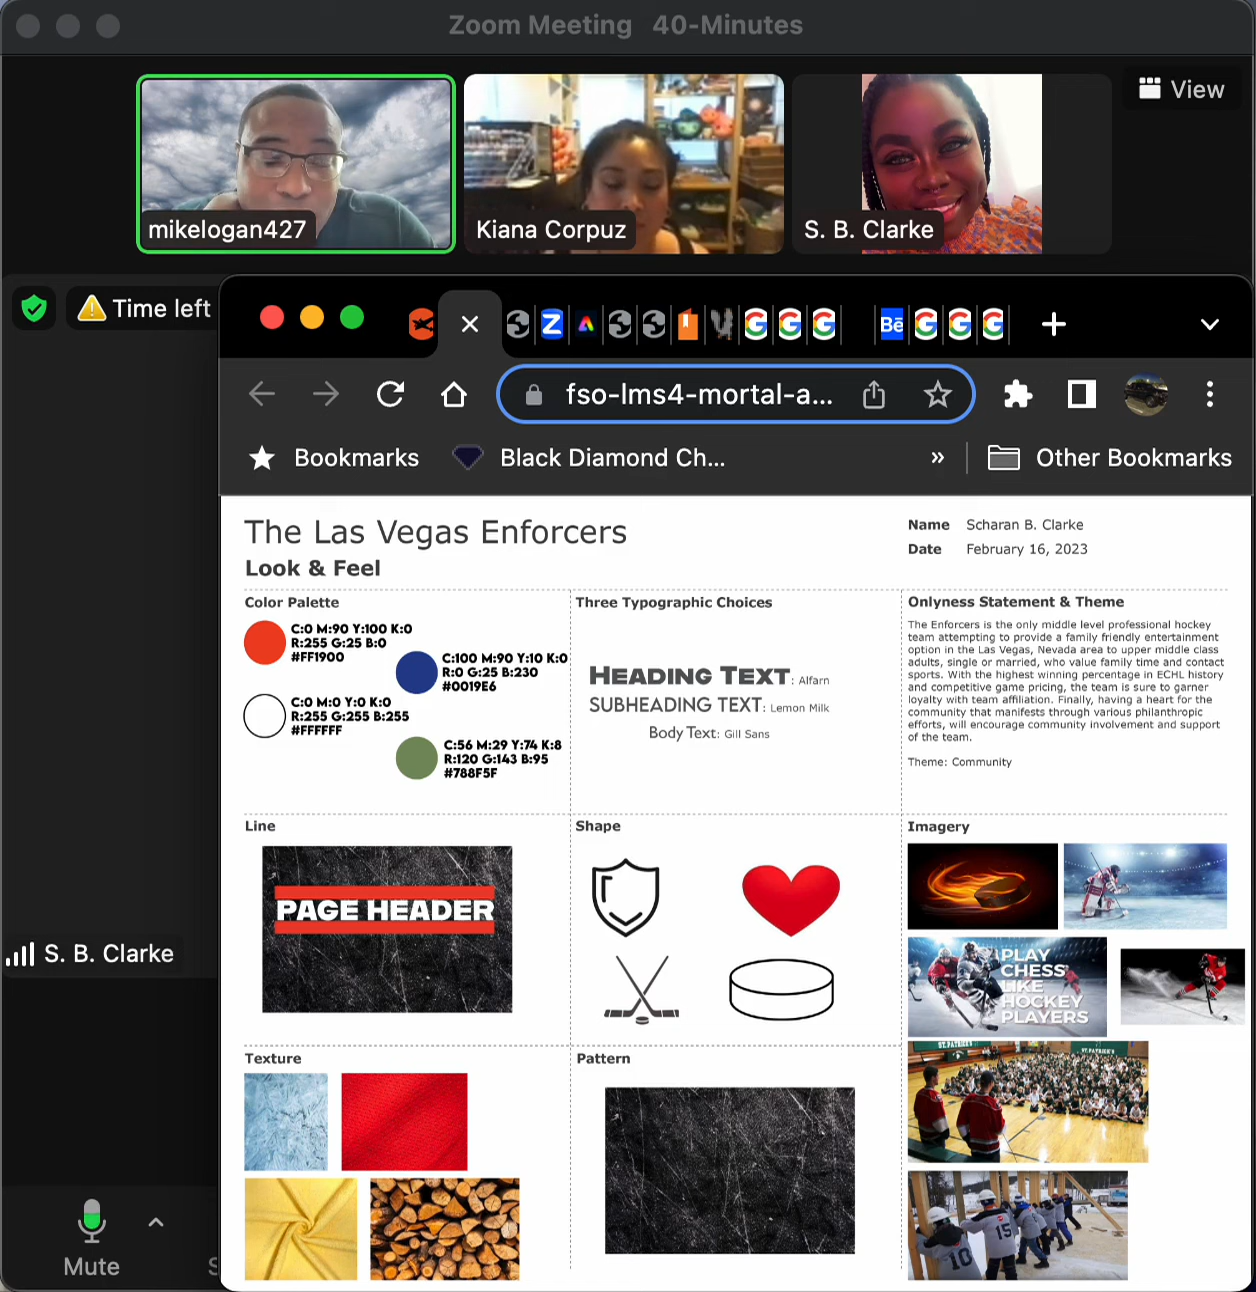 Zoom Meeting 40-Minutes
View
mikelogan427
Kiana Corpuz
S. B. Clarke
Time left
fso-lms4-mortal-a...
Bookmarks
Black Diamond Ch...
»
Other Bookmarks
The Las Vegas Enforcers
Look & Feel
Name Scharan B. Clarke
Date February 16, 2023
Color Palette
C:0 M:90 Y:100 K:0
R:255 G:25 B:0
#FF1900
C:100 M:90 Y:10 K:0
R:0 G:25 B:230
#0019E6
C:0 M:0 Y:0 K:0
R:255 G:255 B:255
#FFFFFF
C:56 M:29 Y:74 K:8
R:120 G:143 B:95
#788F5F
Three Typographic Choices
HEADING TEXT: Alfarn
SUBHEADING TEXT: Lemon Milk
Body Text: Gill Sans
Onlyness Statement & Theme
The Enforcers is the only middle level professional hockey
team attempting to provide a family friendly entertainment
option in the Las Vegas, Nevada area to upper middle class
adults, single or married, who value family time and contact
sports. With the highest winning percentage in ECHL history
and competitive game pricing, the team is sure to garner
loyalty with team affiliation. Finally, having a heart for the
community that manifests through various philanthropic
efforts, will encourage community involvement and support
of the team.
Theme: Community
Line
PAGE HEADER
Shape
Imagery
PLAY
CHESS
LIKE
HOCKEY
PLAYERS
ST. PATRICK'S
ST. PATRICK'S
10
15
S. B. Clarke
Texture
Pattern
Mute
S